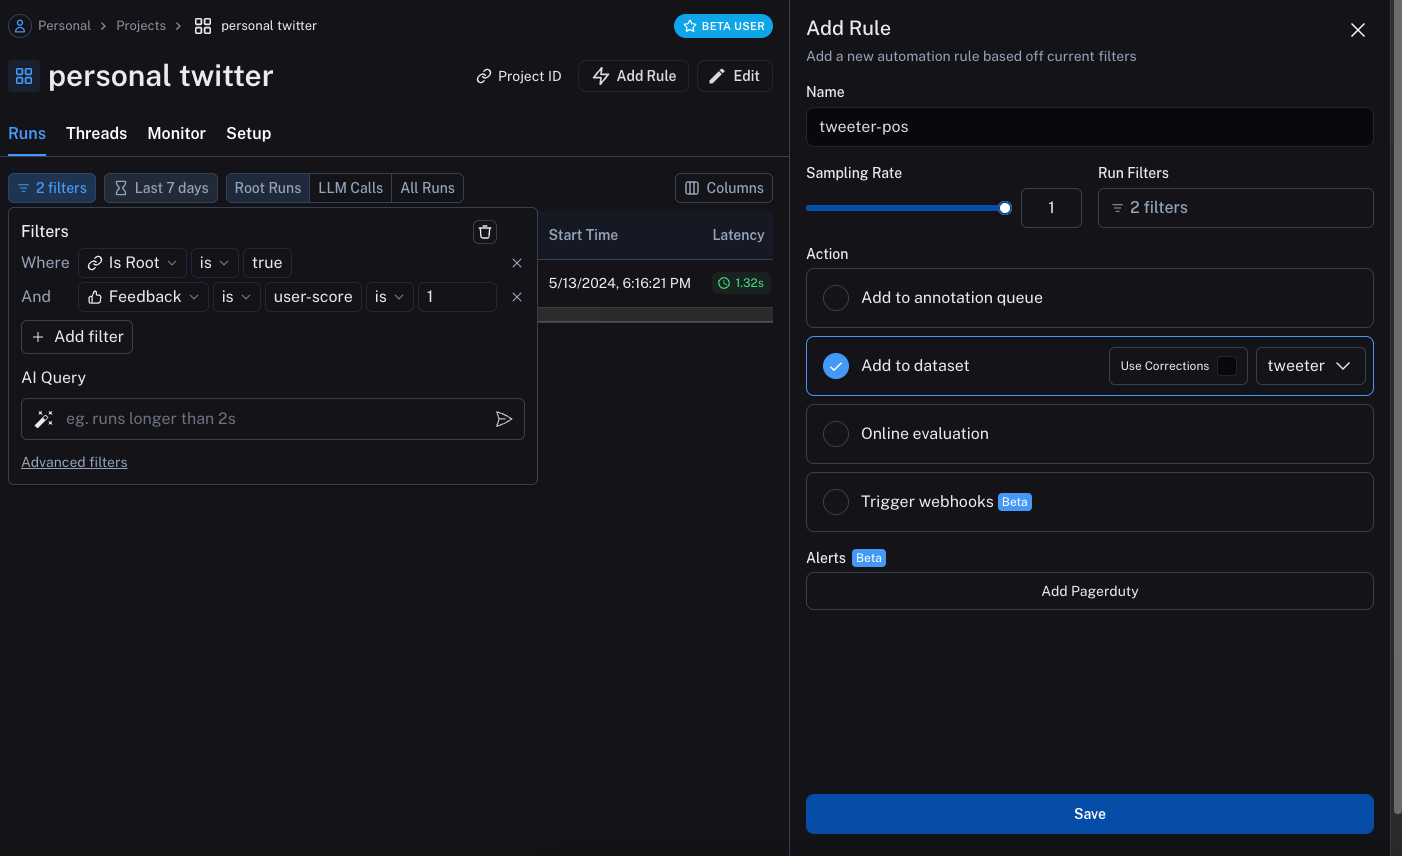 Personal > Projects > personal twitter
BETA USER
personal twitter
Project ID
Add Rule
Edit
Runs Threads Monitor Setup
2 filters
Last 7 days
Root Runs LLM Calls All Runs
Columns
Filters
Where Is Root is true
And Feedback is user-score is 1
+ Add filter
AI Query
eg. runs longer than 2s
Advanced filters
Start Time Latency
5/13/2024, 6:16:21 PM 1.32s
Add Rule
Add a new automation rule based off current filters
Name
tweeter-pos
Sampling Rate
1
Run Filters
2 filters
Action
Add to annotation queue
Add to dataset
Use Corrections
tweeter
Online evaluation
Trigger webhooks Beta
Alerts Beta
Add Pagerduty
Save